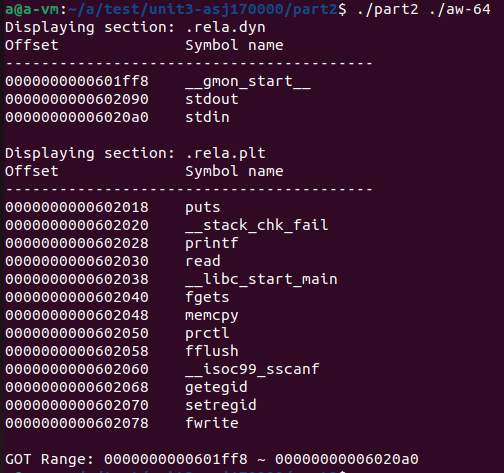 a@a-vm:~/a/test/unit3-asj170000/part2$ ./part2 ./aw-64
Displaying section: .rela.dyn
Offset Symbol name
-----------------------------------------
0000000000601ff8 __gmon_start__
0000000000602090 stdout
00000000006020a0 stdin
Displaying section: .rela.plt
Offset Symbol name
-----------------------------------------
0000000000602018 puts
0000000000602020 __stack_chk_fail
0000000000602028 printf
0000000000602030 read
0000000000602038 __libc_start_main
0000000000602040 fgets
0000000000602048 memcpy
0000000000602050 prctl
0000000000602058 fflush
0000000000602060 __isoc99_sscanf
0000000000602068 getegid
0000000000602070 setregid
0000000000602078 fwrite
GOT Range: 0000000000601ff8 ~ 00000000006020a0